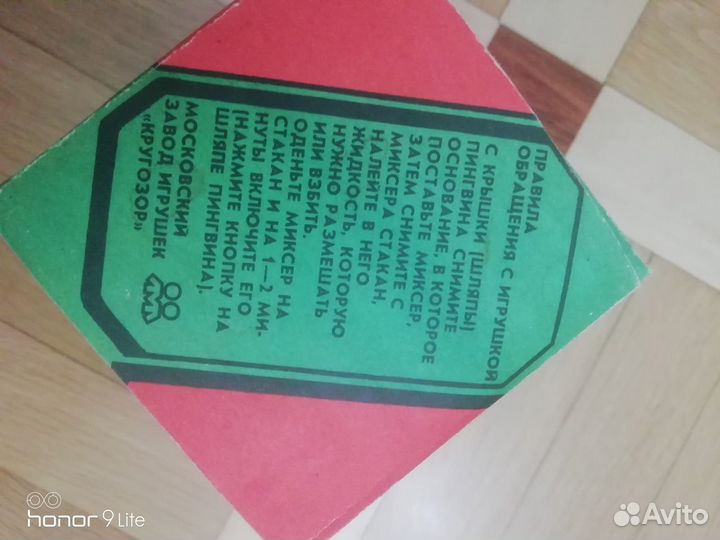 ПРАВИЛА
ОБРАЩЕНИЯ С ИГРУШКОЙ
С КРЫШКИ (ШЛЯПЫ)
ПИНГВИНА СНИМИТЕ
ОСНОВАНИЕ, В КОТОРОЕ
ПОСТАВЬТЕ МИКСЕР,
ЗАТЕМ СНИМИТЕ С
МИКСЕРА СТАКАН,
НАЛЕЙТЕ В НЕГО
ЖИДКОСТЬ, КОТОРУЮ
НУЖНО РАЗМЕШАТЬ
ИЛИ ВЗБИТЬ.
ОДЕНЬТЕ МИКСЕР НА
СТАКАН И НА 1—2 МИ-
НУТЫ ВКЛЮЧИТЕ ЕГО
(НАЖМИТЕ КНОПКУ НА
ШЛЯПЕ ПИНГВИНА).
МОСКОВСКИЙ
ЗАВОД ИГРУШЕК
«КРУГОЗОР»
honor 9 Lite
Avito